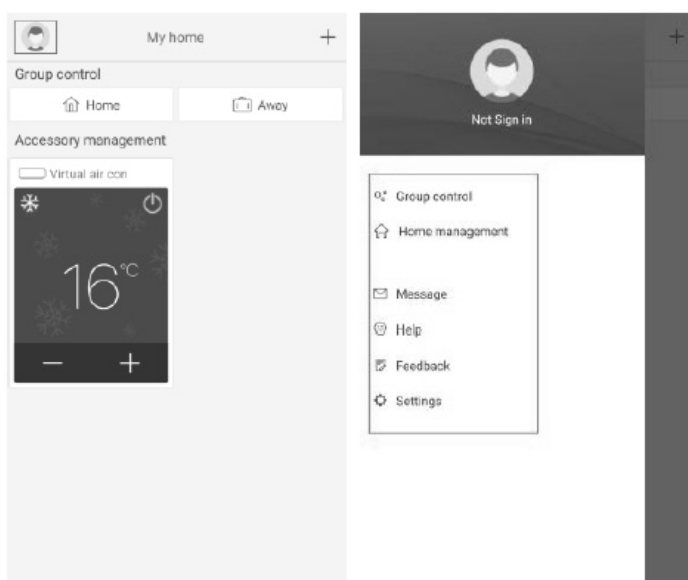 My home
Group control
Home
Away
Accessory management
Virtual air con
16°C
Not Sign in
Group control
Home management
Message
Help
Feedback
Settings